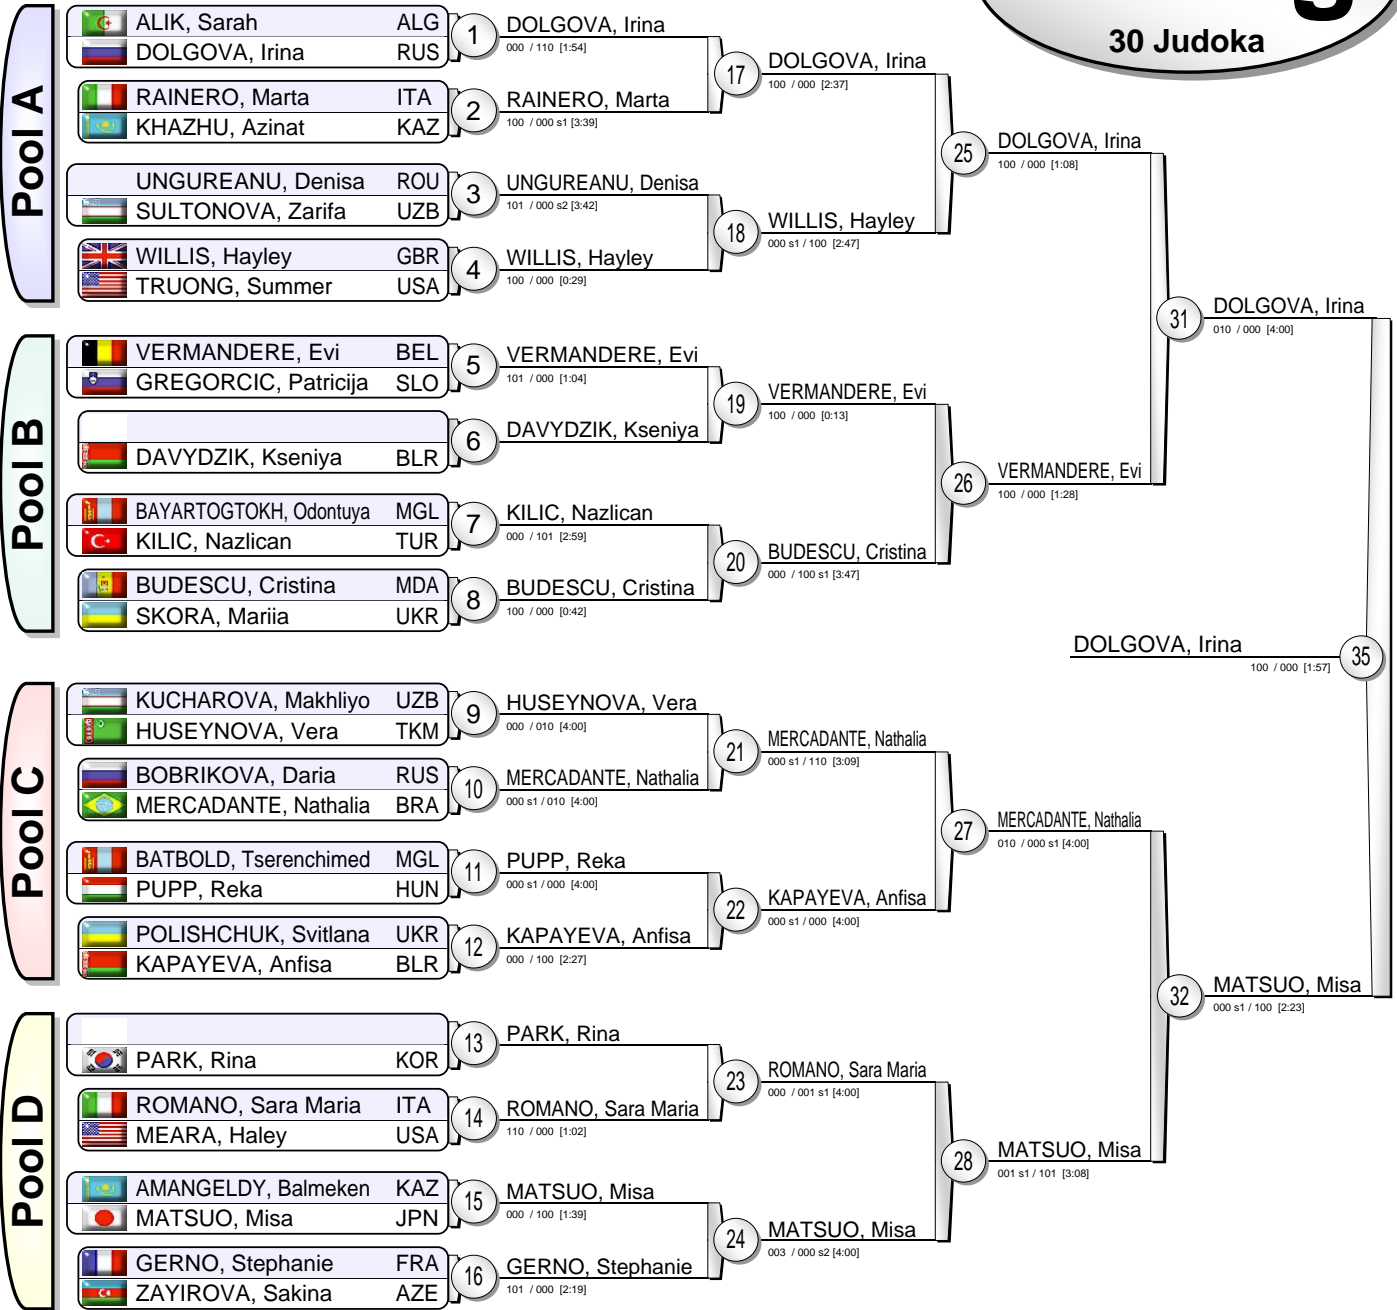 g
30 Judoka
Pool A
ALIK, Sarah ALG
DOLGOVA, Irina RUS
1
DOLGOVA, Irina
000 / 110 [1:54]
RAINERO, Marta ITA
KHAZHU, Azinat KAZ
2
RAINERO, Marta
100 / 000 s1 [3:39]
17
DOLGOVA, Irina
100 / 000 [2:37]
UNGUREANU, Denisa ROU
SULTONOVA, Zarifa UZB
3
UNGUREANU, Denisa
101 / 000 s2 [3:42]
WILLIS, Hayley GBR
TRUONG, Summer USA
4
WILLIS, Hayley
100 / 000 [0:29]
18
WILLIS, Hayley
000 s1 / 100 [2:47]
25
DOLGOVA, Irina
100 / 000 [1:08]
Pool B
VERMANDERE, Evi BEL
GREGORCIC, Patricija SLO
5
VERMANDERE, Evi
101 / 000 [1:04]
DAVYDZIK, Kseniya BLR
6
DAVYDZIK, Kseniya
19
VERMANDERE, Evi
100 / 000 [0:13]
BAYARTOGTOKH, Odontuya MGL
KILIC, Nazlican TUR
7
KILIC, Nazlican
000 / 101 [2:59]
BUDESCU, Cristina MDA
SKORA, Mariia UKR
8
BUDESCU, Cristina
100 / 000 [0:42]
20
BUDESCU, Cristina
000 / 100 s1 [3:47]
26
VERMANDERE, Evi
100 / 000 [1:28]
31
DOLGOVA, Irina
010 / 000 [4:00]
DOLGOVA, Irina
100 / 000 [1:57]
35
Pool C
KUCHAROVA, Makhliyo UZB
HUSEYNOVA, Vera TKM
9
HUSEYNOVA, Vera
000 / 010 [4:00]
BOBRIKOVA, Daria RUS
MERCADANTE, Nathalia BRA
10
MERCADANTE, Nathalia
000 s1 / 010 [4:00]
21
MERCADANTE, Nathalia
000 s1 / 110 [3:09]
BATBOLD, Tserenchimed MGL
PUPP, Reka HUN
11
PUPP, Reka
000 s1 / 000 [4:00]
POLISHCHUK, Svitlana UKR
KAPAYEVA, Anfisa BLR
12
KAPAYEVA, Anfisa
000 / 100 [2:27]
22
KAPAYEVA, Anfisa
000 s1 / 000 [4:00]
27
MERCADANTE, Nathalia
010 / 000 s1 [4:00]
Pool D
PARK, Rina KOR
13
PARK, Rina
ROMANO, Sara Maria ITA
MEARA, Haley USA
14
ROMANO, Sara Maria
110 / 000 [1:02]
23
ROMANO, Sara Maria
000 / 001 s1 [4:00]
AMANGELDY, Balmeken KAZ
MATSUO, Misa JPN
15
MATSUO, Misa
000 / 100 [1:39]
GERNO, Stephanie FRA
ZAYIROVA, Sakina AZE
16
GERNO, Stephanie
101 / 000 [2:19]
24
MATSUO, Misa
003 / 000 s2 [4:00]
28
MATSUO, Misa
001 s1 / 101 [3:08]
32
MATSUO, Misa
000 s1 / 100 [2:23]